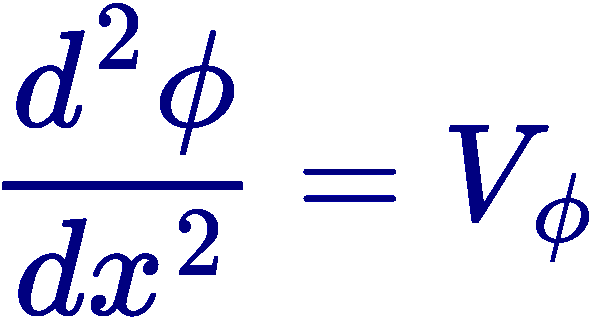 d²φ/dx² = V_φ